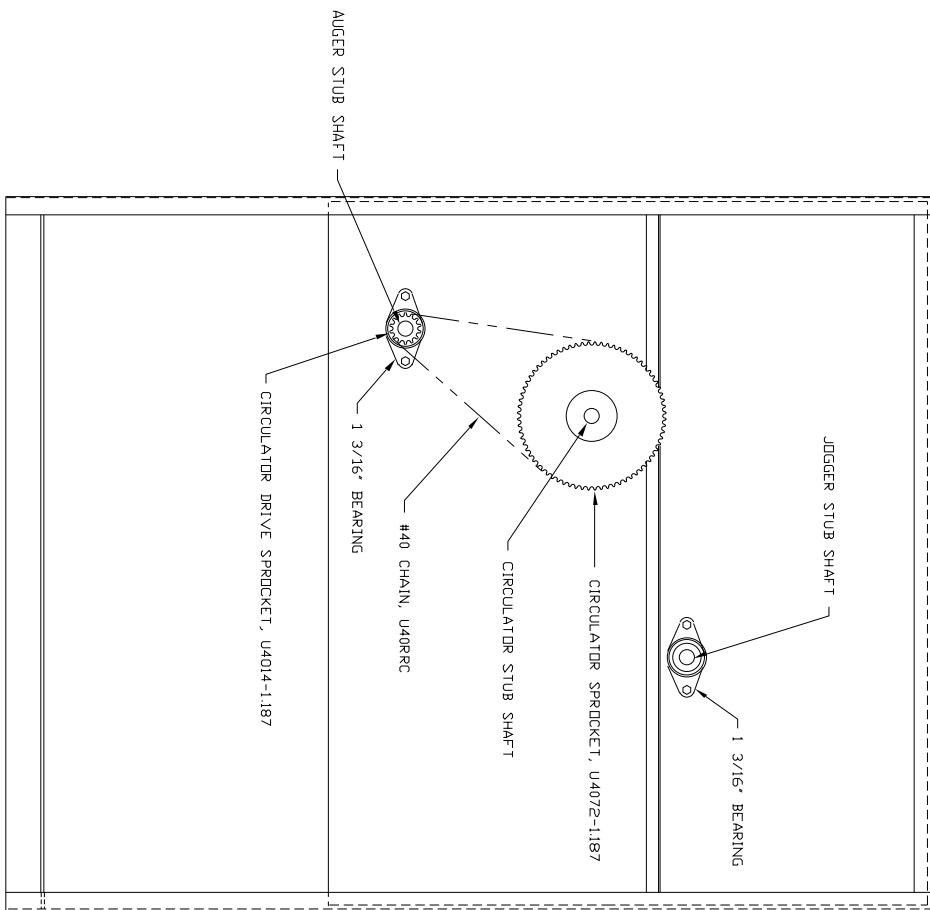 JOGGER STUB SHAFT
1 3/16" BEARING
CIRCULATOR SPROCKET, U4072-1.187
CIRCULATOR STUB SHAFT
#40 CHAIN, U40RRC
1 3/16" BEARING
AUGER STUB SHAFT
CIRCULATOR DRIVE SPROCKET, U4014-1.187